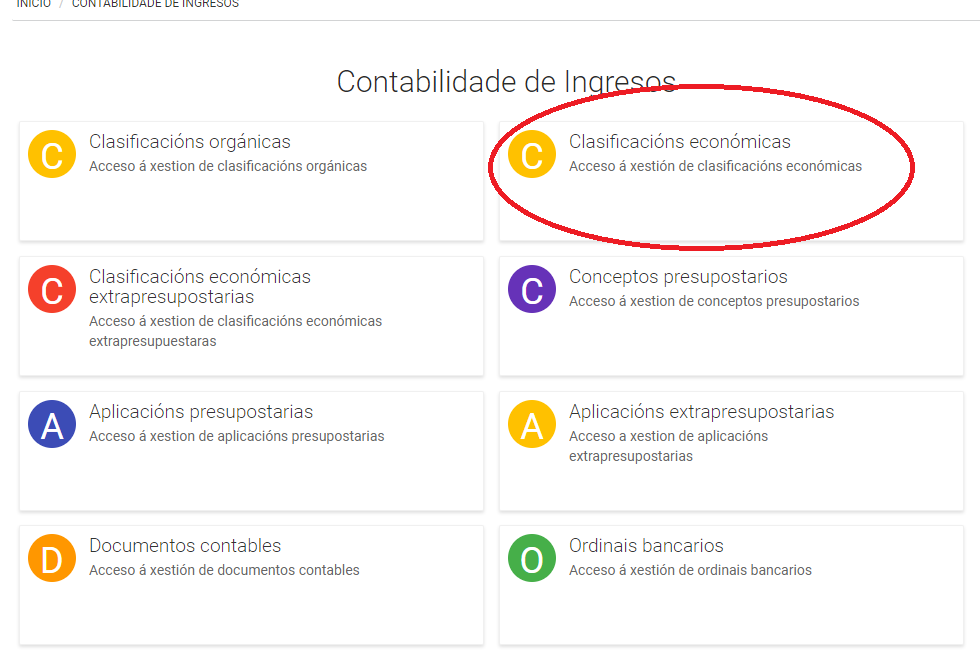 INICIO / CONTABILIDADE DE INGRESOS
Contabilidade de Ingresos
C
Clasificacións orgánicas
Acceso á xestion de clasificacións orgánicas
C
Clasificacións económicas
Acceso á xestión de clasificacións económicas
C
Clasificacións económicas
extrapresupostarias
Acceso á xestion de clasificacións económicas
extrapresupuestaras
C
Conceptos presupostarios
Acceso á xestion de conceptos presupostarios
A
Aplicacións presupostarias
Acceso á xestion de aplicacións presupostarias
A
Aplicacións extrapresupostarias
Acceso a xestion de aplicacións
extrapresupostarias
D
Documentos contables
Acceso á xestión de documentos contables
O
Ordinais bancarios
Acceso á xestión de ordinais bancarios